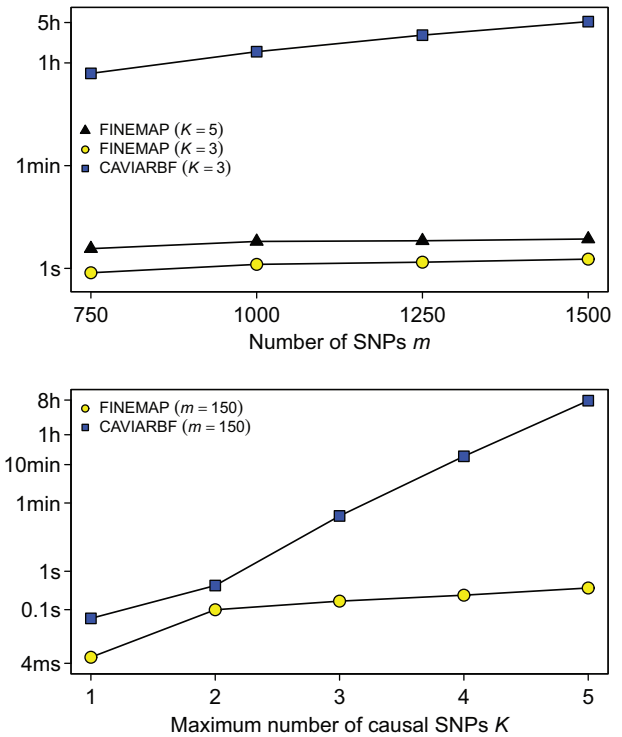 5h
1h
1min
1s
FINEMAP (K = 5)
FINEMAP (K = 3)
CAVIARBF (K = 3)
750 1000 1250 1500
Number of SNPs m
8h
1h
10min
1min
1s
0.1s
4ms
FINEMAP (m = 150)
CAVIARBF (m = 150)
1 2 3 4 5
Maximum number of causal SNPs K